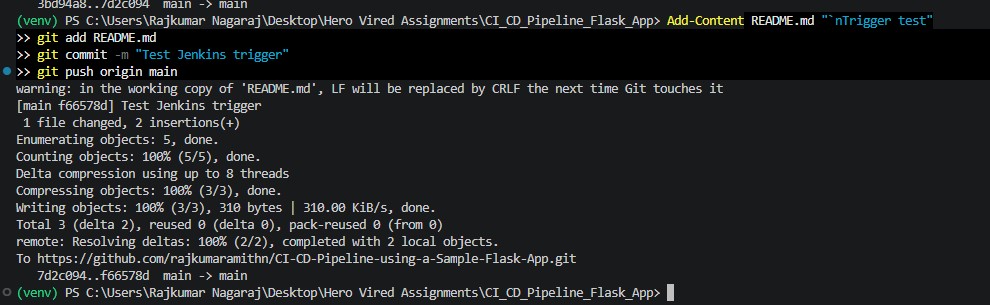 3bd94a8..7d2c094  main -> main
(venv) PS C:\Users\Rajkumar Nagaraj\Desktop\Hero Vired Assignments\CI_CD_Pipeline_Flask_App> Add-Content README.md "`nTrigger test"
>> git add README.md
>> git commit -m "Test Jenkins trigger"
>> git push origin main
warning: in the working copy of 'README.md', LF will be replaced by CRLF the next time Git touches it
[main f66578d] Test Jenkins trigger
 1 file changed, 2 insertions(+)
Enumerating objects: 5, done.
Counting objects: 100% (5/5), done.
Delta compression using up to 8 threads
Compressing objects: 100% (3/3), done.
Writing objects: 100% (3/3), 310 bytes | 310.00 KiB/s, done.
Total 3 (delta 2), reused 0 (delta 0), pack-reused 0 (from 0)
remote: Resolving deltas: 100% (2/2), completed with 2 local objects.
To https://github.com/rajkumaramithn/CI-CD-Pipeline-using-a-Sample-Flask-App.git
   7d2c094..f66578d  main -> main
(venv) PS C:\Users\Rajkumar Nagaraj\Desktop\Hero Vired Assignments\CI_CD_Pipeline_Flask_App>